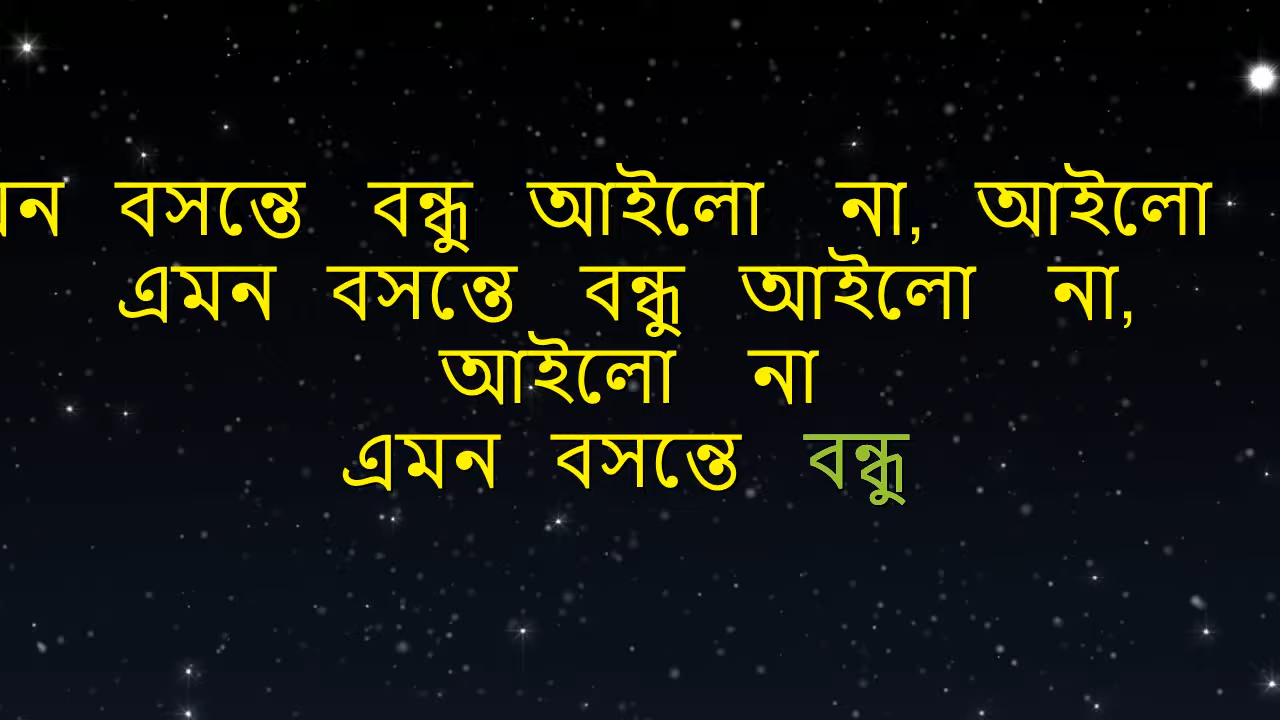 বসন্তে বন্ধু আইলো না, আইলো
এমন বসন্তে বন্ধু আইলো না,
আইলো না
এমন বসন্তে বন্ধু